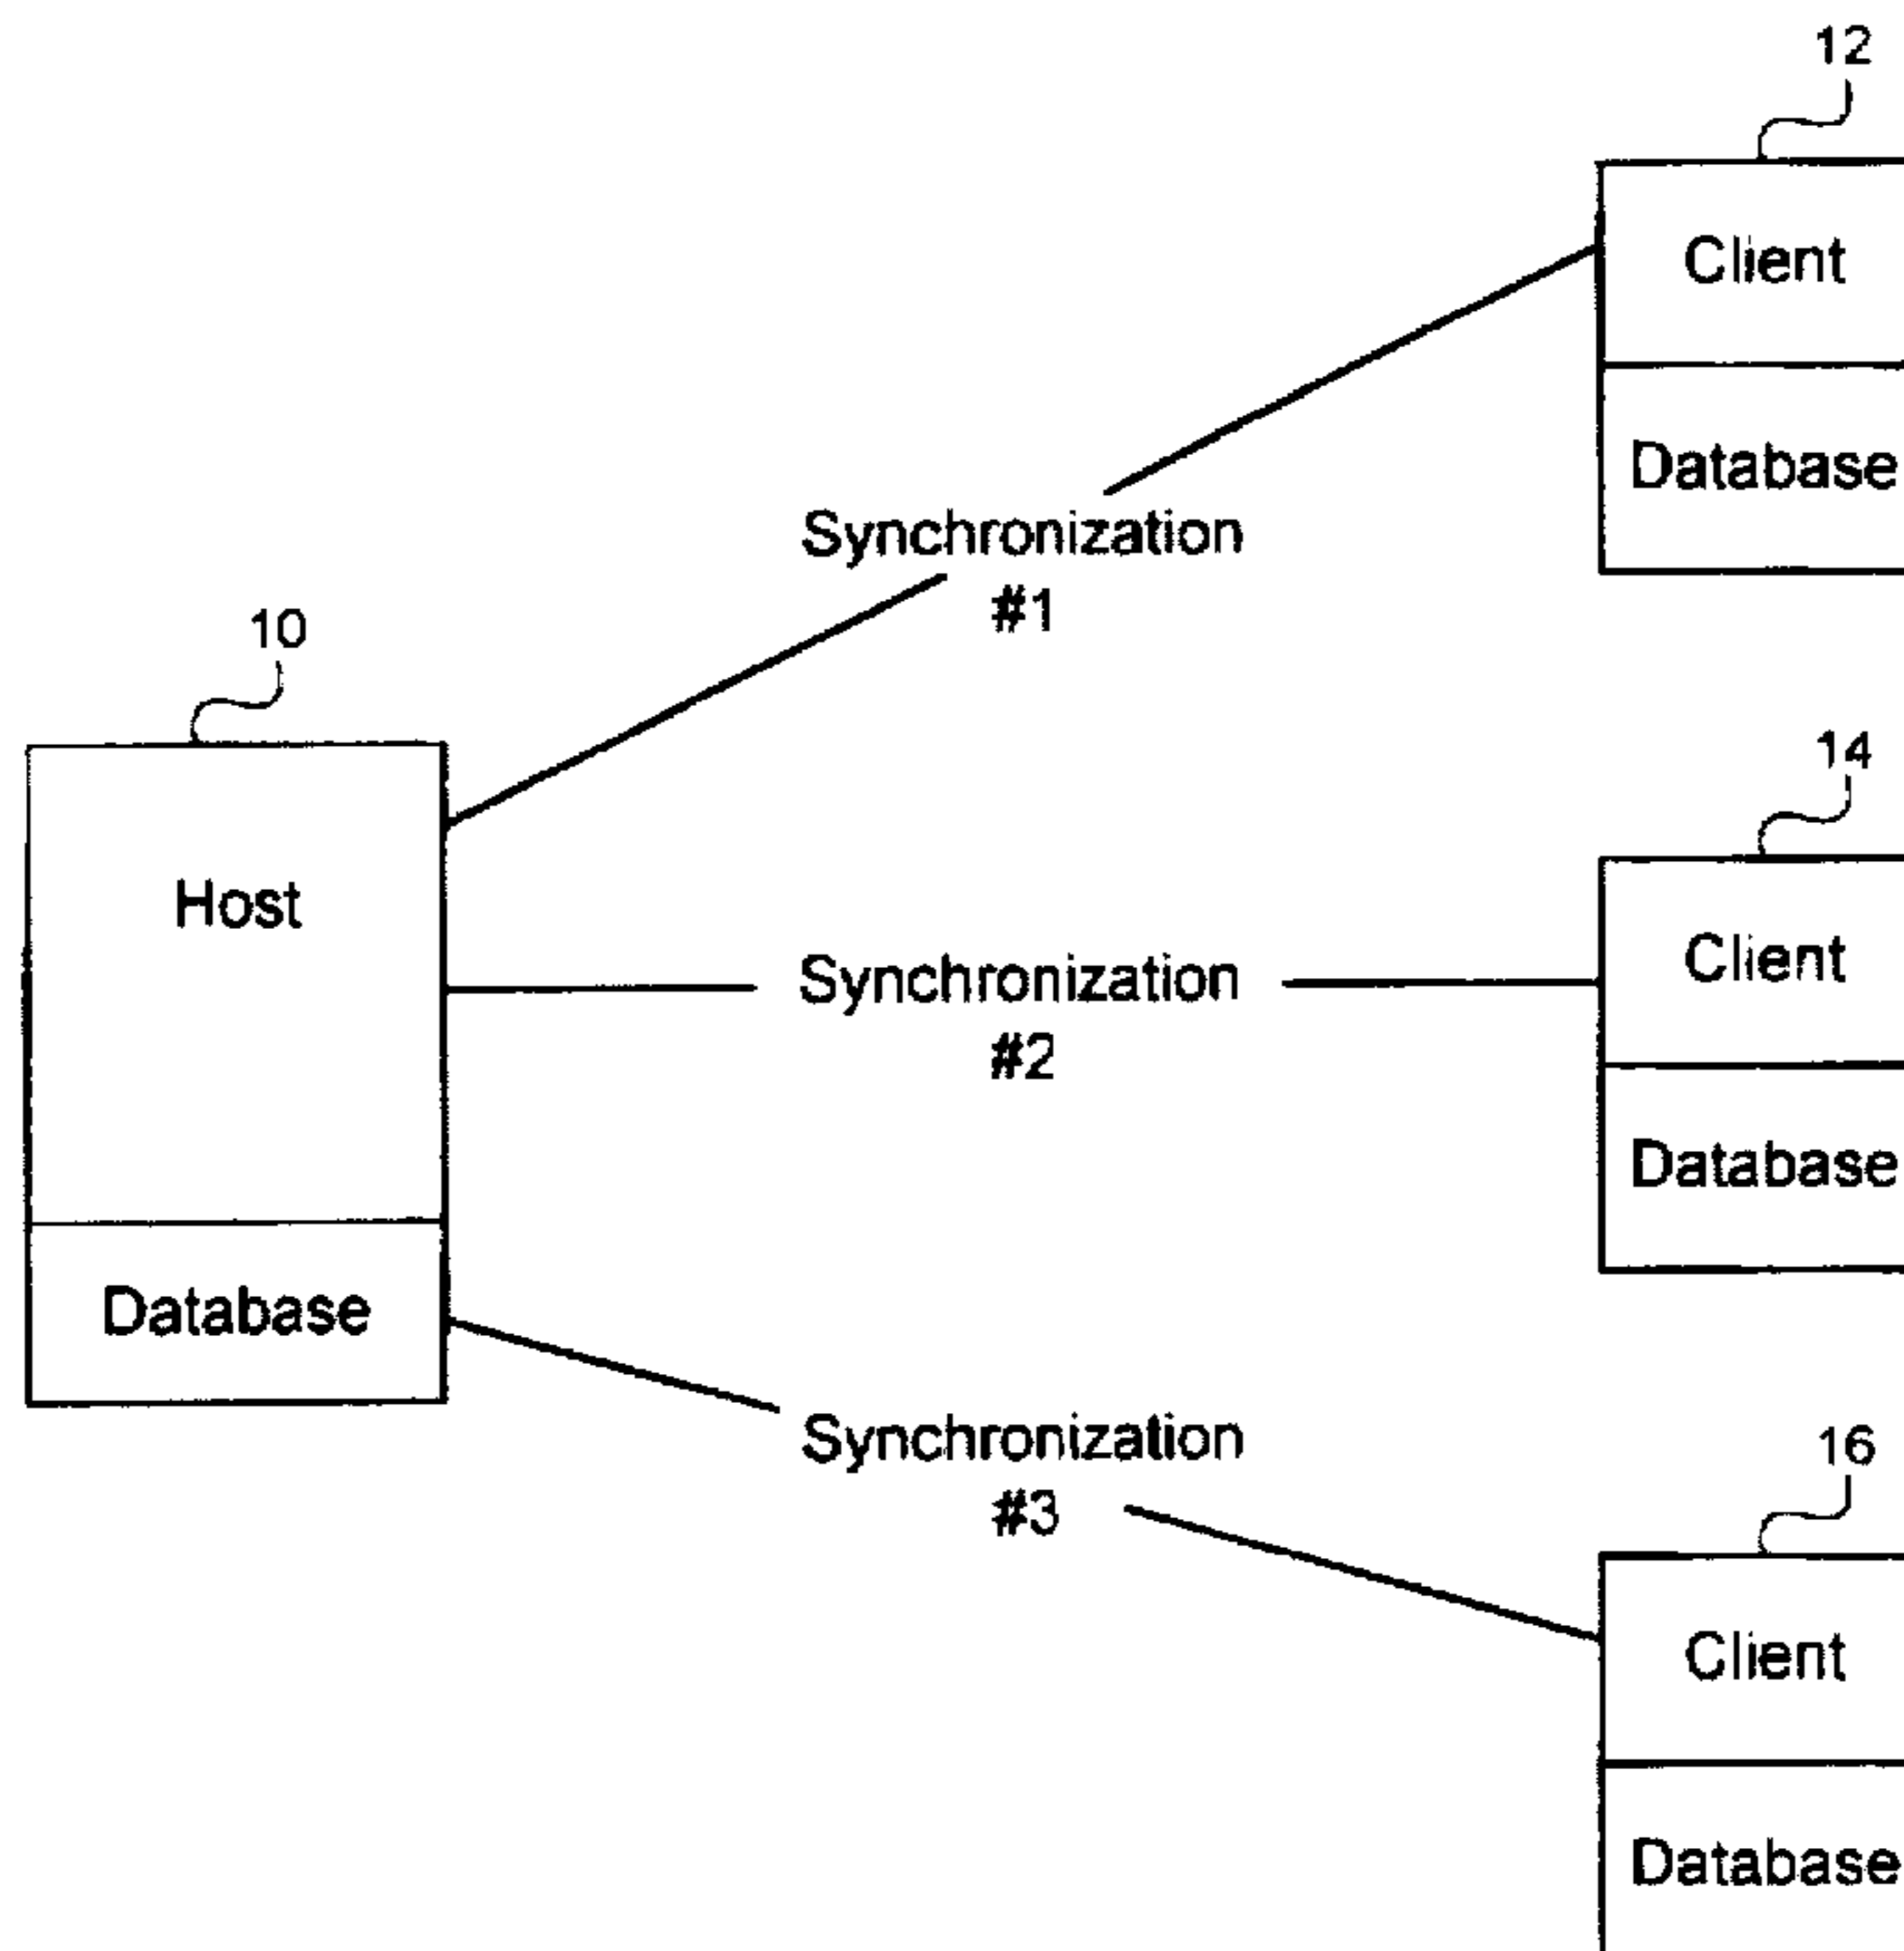 12
Client
Database
Synchronization
#1
10
Host
Database
14
Client
Database
Synchronization
#2
Synchronization
#3
16
Client
Database